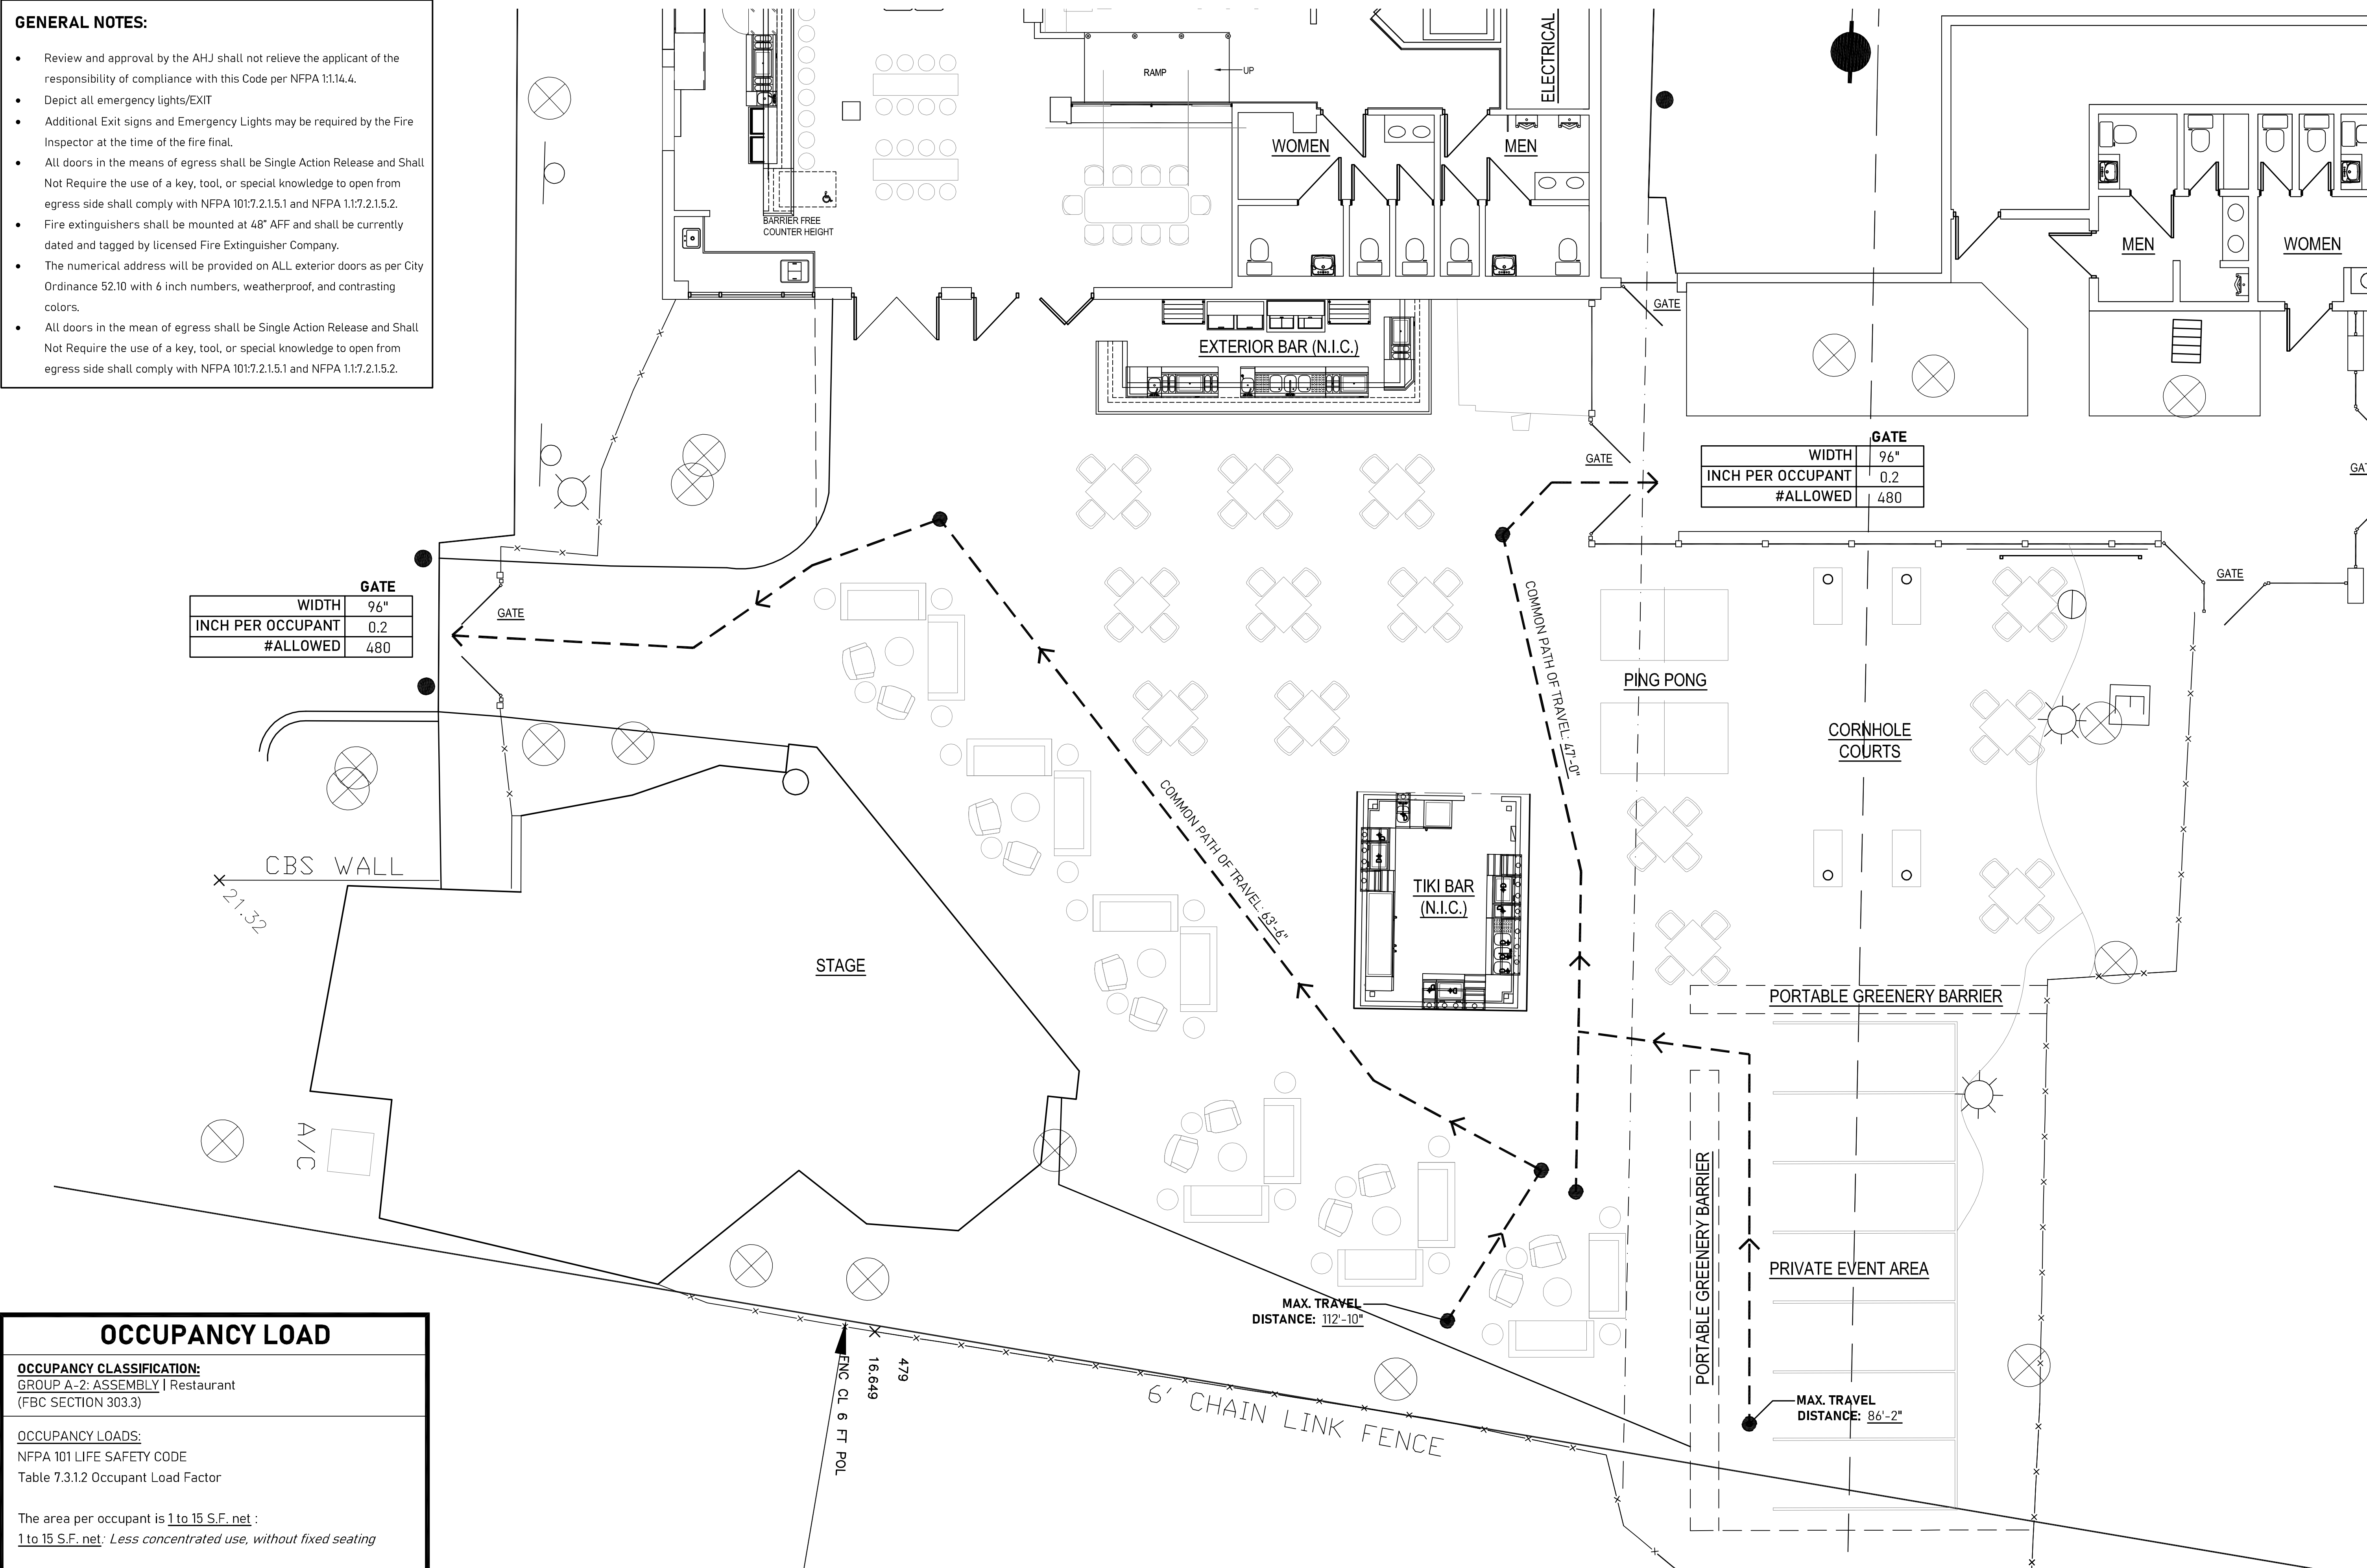 GENERAL NOTES:
• Review and approval by the AHJ shall not relieve the applicant of the
responsibility of compliance with this Code per NFPA 1:1.14.4.
• Depict all emergency lights/EXIT
• Additional Exit signs and Emergency Lights may be required by the Fire
Inspector at the time of the fire final.
• All doors in the means of egress shall be Single Action Release and Shall
Not Require the use of a key, tool, or special knowledge to open from
egress side shall comply with NFPA 101:7.2.1.5.1 and NFPA 1.1:7.2.1.5.2.
• Fire extinguishers shall be mounted at 48" AFF and shall be currently
dated and tagged by licensed Fire Extinguisher Company.
• The numerical address will be provided on ALL exterior doors as per City
Ordinance 52.10 with 6 inch numbers, weatherproof, and contrasting
colors.
• All doors in the mean of egress shall be Single Action Release and Shall
Not Require the use of a key, tool, or special knowledge to open from
egress side shall comply with NFPA 101:7.2.1.5.1 and NFPA 1.1:7.2.1.5.2.
RAMP
UP
ELECTRICAL
WOMEN
MEN
BARRIER FREE
COUNTER HEIGHT
MEN
WOMEN
GATE
EXTERIOR BAR (N.I.C.)
GATE
GATE
WIDTH 96"
INCH PER OCCUPANT 0.2
#ALLOWED 480
GATE
WIDTH 96"
INCH PER OCCUPANT 0.2
#ALLOWED 480
GATE
GATE
COMMON PATH OF TRAVEL: 47'-0"
PING PONG
CORNHOLE
COURTS
E
COMMON PATH OF TRAVEL: 63'-6"
CBS WALL
21.32
TIKI BAR
(N.I.C.)
STAGE
PORTABLE GREENERY BARRIER
A/C
PORTABLE GREENERY BARRIER
PRIVATE EVENT AREA
MAX. TRAVEL
DISTANCE: 112'-10"
MAX. TRAVEL
DISTANCE: 86'-2"
479
16.649
FNC CL 6 FT POL
6' CHAIN LINK FENCE
OCCUPANCY LOAD
OCCUPANCY CLASSIFICATION:
GROUP A-2: ASSEMBLY | Restaurant
(FBC SECTION 303.3)
OCCUPANCY LOADS:
NFPA 101 LIFE SAFETY CODE
Table 7.3.1.2 Occupant Load Factor
The area per occupant is 1 to 15 S.F. net :
1 to 15 S.F. net: Less concentrated use, without fixed seating